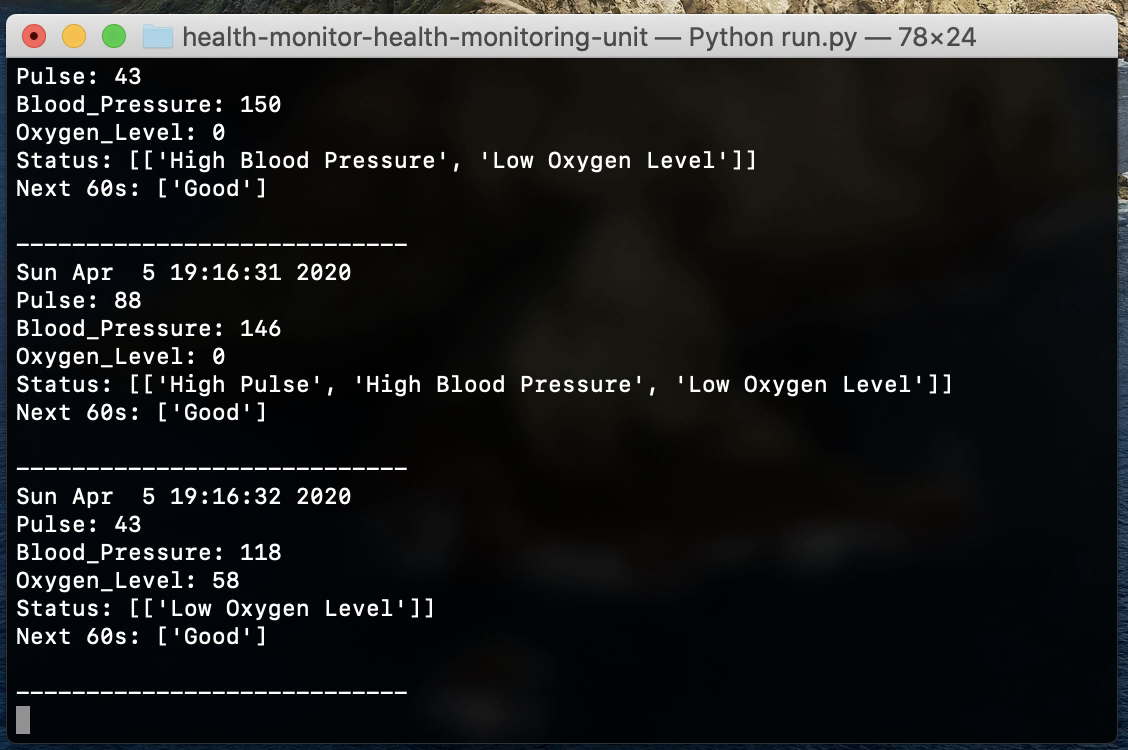 health-monitor-health-monitoring-unit — Python run.py — 78×24
Pulse: 43
Blood_Pressure: 150
Oxygen_Level: 0
Status: [['High Blood Pressure', 'Low Oxygen Level']]
Next 60s: ['Good']
____________________________
Sun Apr  5 19:16:31 2020
Pulse: 88
Blood_Pressure: 146
Oxygen_Level: 0
Status: [['High Pulse', 'High Blood Pressure', 'Low Oxygen Level']]
Next 60s: ['Good']
____________________________
Sun Apr  5 19:16:32 2020
Pulse: 43
Blood_Pressure: 118
Oxygen_Level: 58
Status: [['Low Oxygen Level']]
Next 60s: ['Good']
____________________________